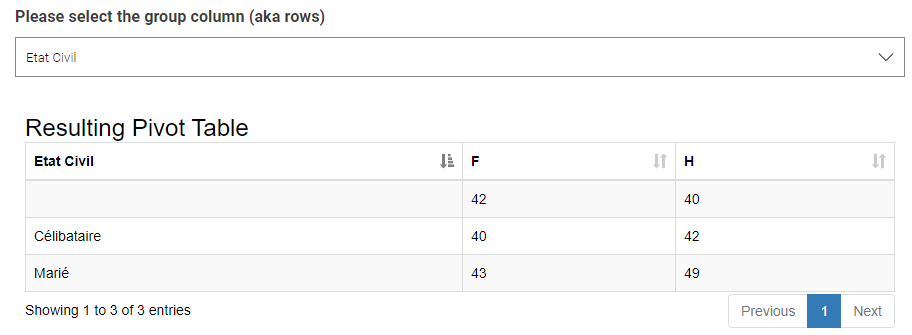 Please select the group column (aka rows)
Etat Civil
Resulting Pivot Table
Etat Civil F H
42 40
Célibataire 40 42
Marié 43 49
Showing 1 to 3 of 3 entries Previous 1 Next